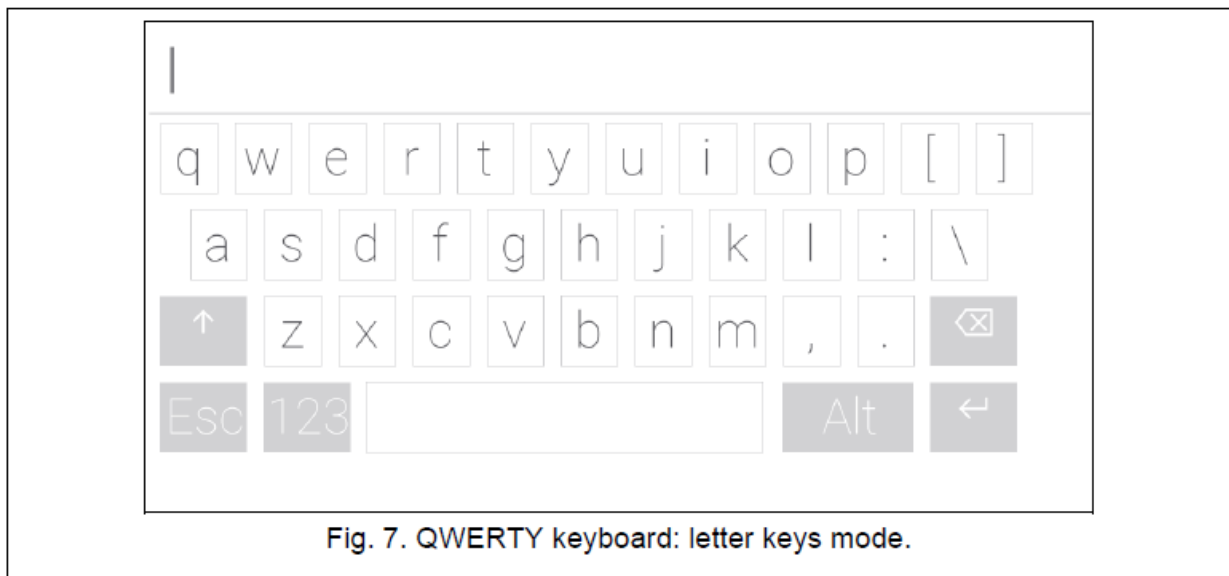 q w e r t y u i o p [ ]
a s d f g h j k l : \
↑ z x c v b n m , . ⌫
Esc 123 Alt ↵
Fig. 7. QWERTY keyboard: letter keys mode.